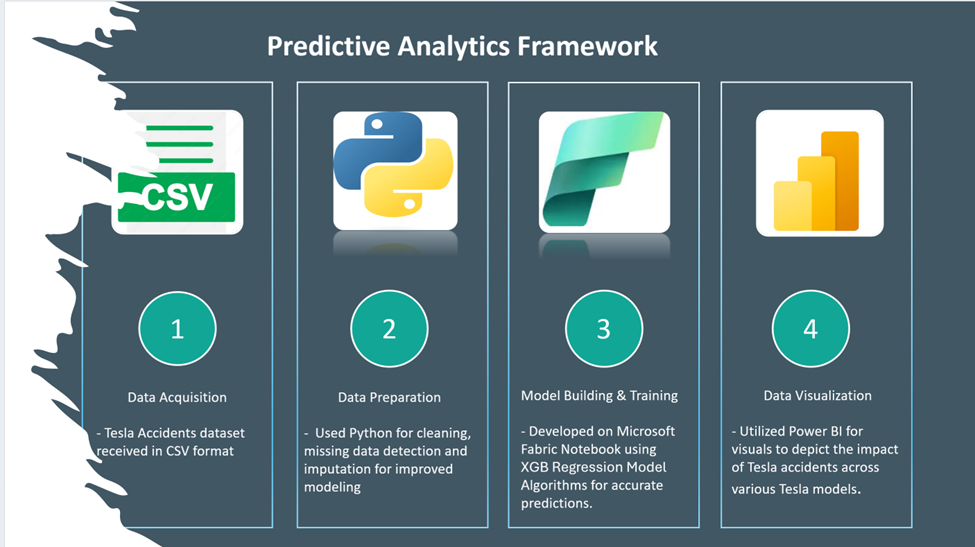 Predictive Analytics Framework
CSV
1
Data Acquisition
- Tesla Accidents dataset
received in CSV format
2
Data Preparation
- Used Python for cleaning,
missing data detection and
imputation for improved
modeling
3
Model Building & Training
- Developed on Microsoft
Fabric Notebook using
XGB Regression Model
Algorithms for accurate
predictions.
4
Data Visualization
- Utilized Power BI for
visuals to depict the impact
of Tesla accidents across
various Tesla models.